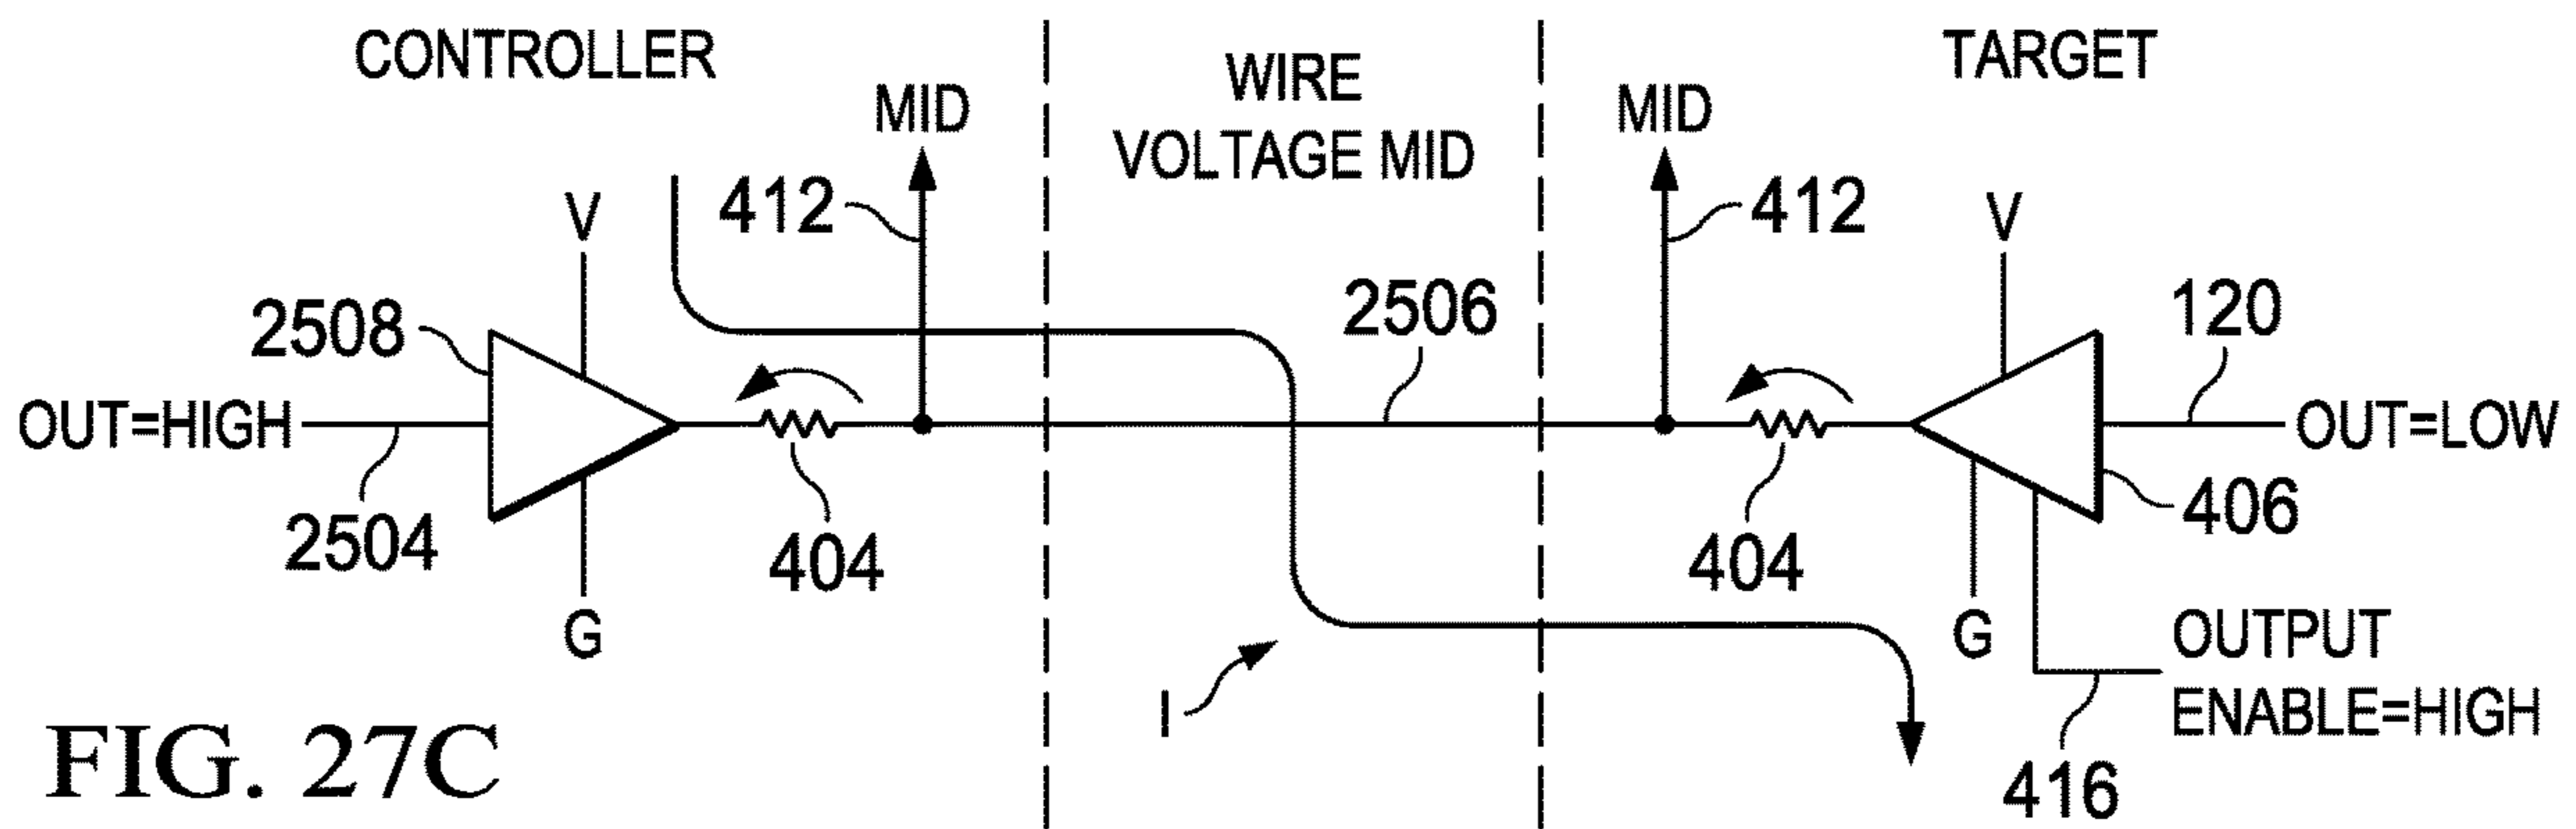 CONTROLLER
WIRE
VOLTAGE MID
TARGET
MID
MID
412
412
V
V
2508
2506
120
OUT=HIGH
OUT=LOW
2504
404
404
406
G
G
OUTPUT
ENABLE=HIGH
I
416
FIG. 27C